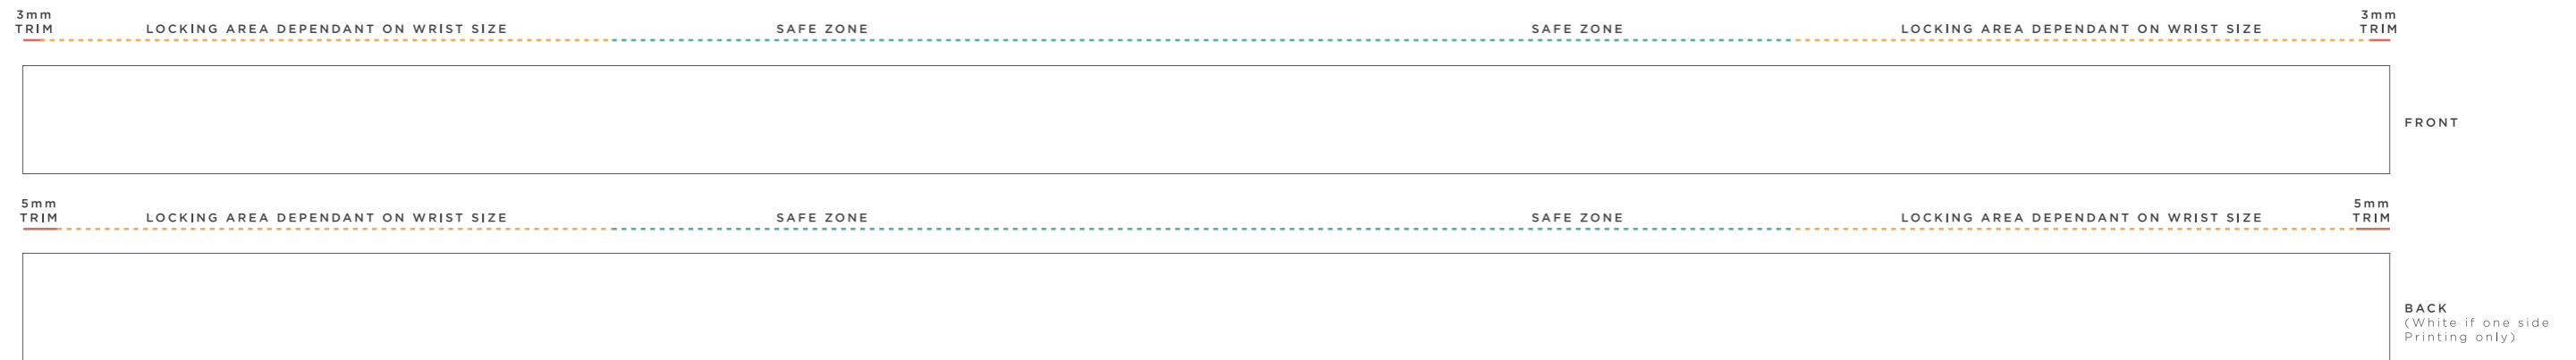 3mm
TRIM
LOCKING AREA DEPENDANT ON WRIST SIZE
SAFE ZONE
SAFE ZONE
LOCKING AREA DEPENDANT ON WRIST SIZE
3mm
TRIM
FRONT
5mm
TRIM
LOCKING AREA DEPENDANT ON WRIST SIZE
SAFE ZONE
SAFE ZONE
LOCKING AREA DEPENDANT ON WRIST SIZE
5mm
TRIM
BACK
(White if one side
Printing only)